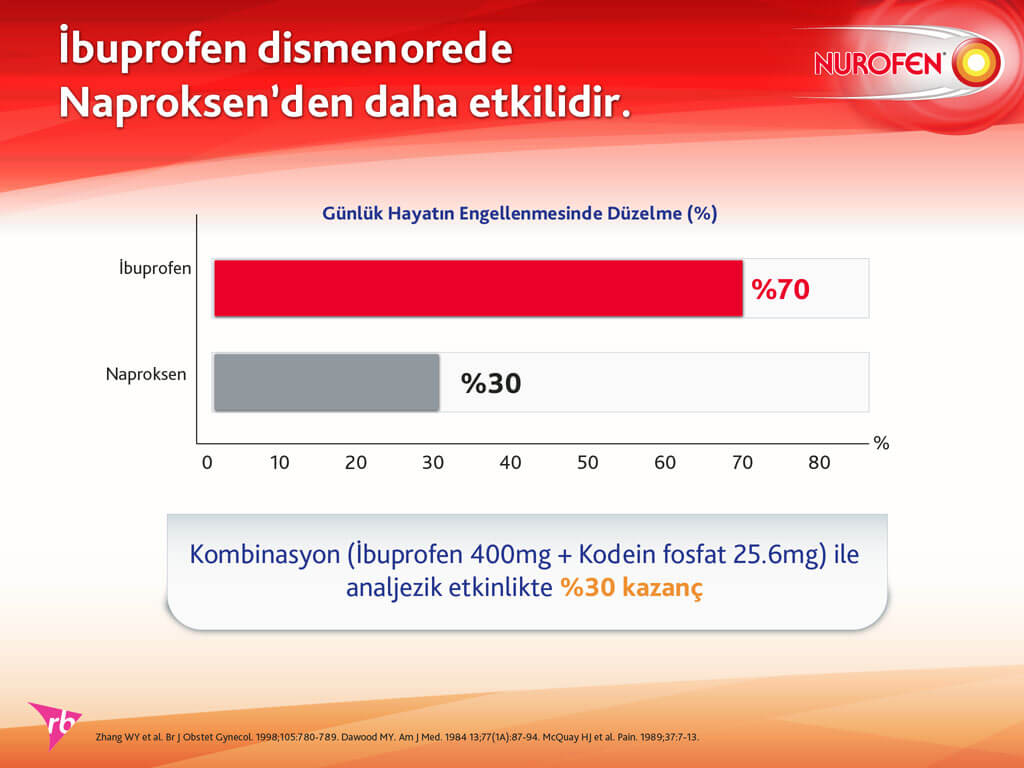 İbuprofen dismenorede
Naproksen'den daha etkilidir.
NUROFEN
Günlük Hayatın Engellenmesinde Düzelme (%)
İbuprofen
%70
Naproksen
%30
%
0 10 20 30 40 50 60 70 80
Kombinasyon (İbuprofen 400mg + Kodein fosfat 25.6mg) ile
analjezik etkinlikte %30 kazanç
rb
Zhang WY et al. Br J Obstet Gynecol. 1998;105:780-789. Dawood MY. Am J Med. 1984 13;77(1A):87-94. McQuay HJ et al. Pain. 1989;37:7-13.